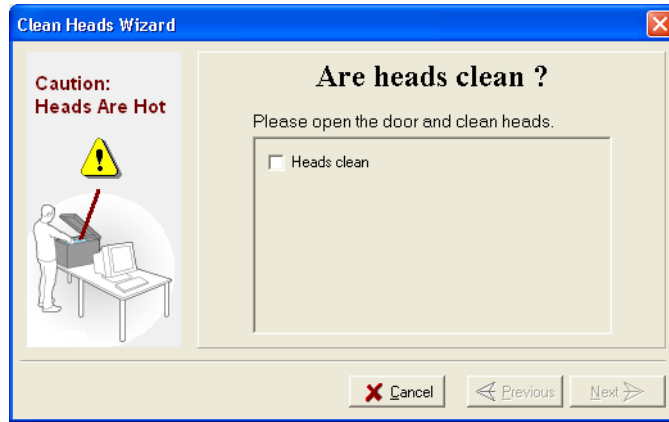 Clean Heads Wizard
Caution:
Heads Are Hot
Are heads clean ?
Please open the door and clean heads.
Heads clean
Cancel
Previous
Next